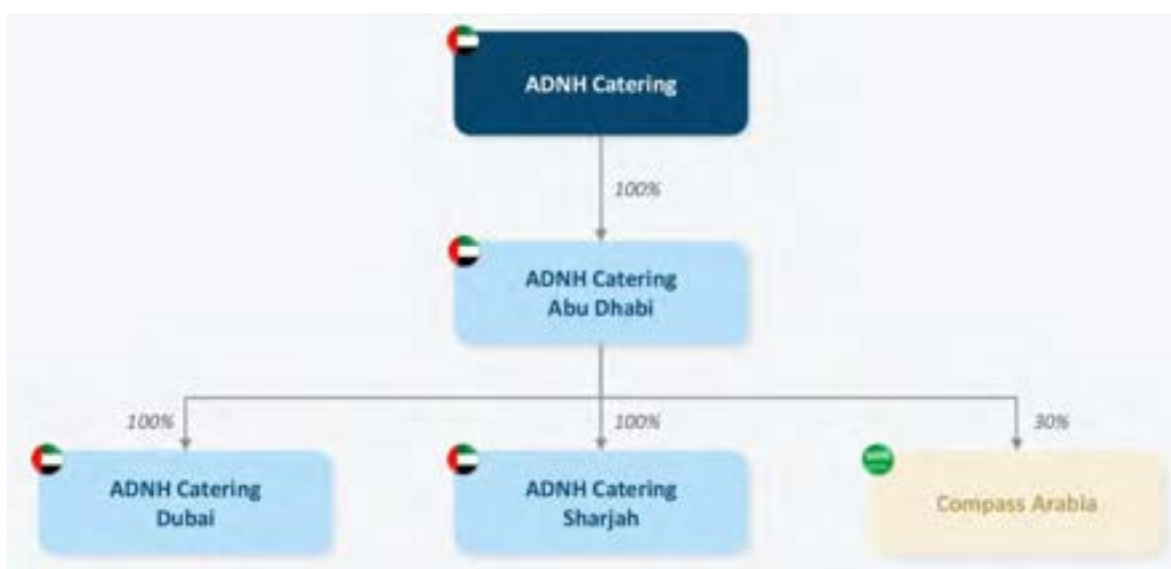 ADNH Catering
100%
ADNH Catering
Abu Dhabi
100%
100%
30%
ADNH Catering
Dubai
ADNH Catering
Sharjah
Compass Arabia